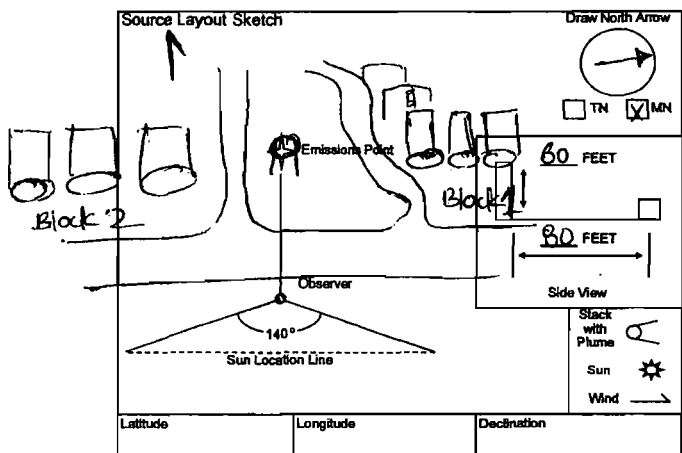 Source Layout Sketch
Draw North Arrow
TN
MN
Emissions Point
80 FEET
Block 2
Block 1
80 FEET
Observer
Side View
140°
Sun Location Line
Stack with Plume
Sun
Wind
Latitude
Longitude
Declination